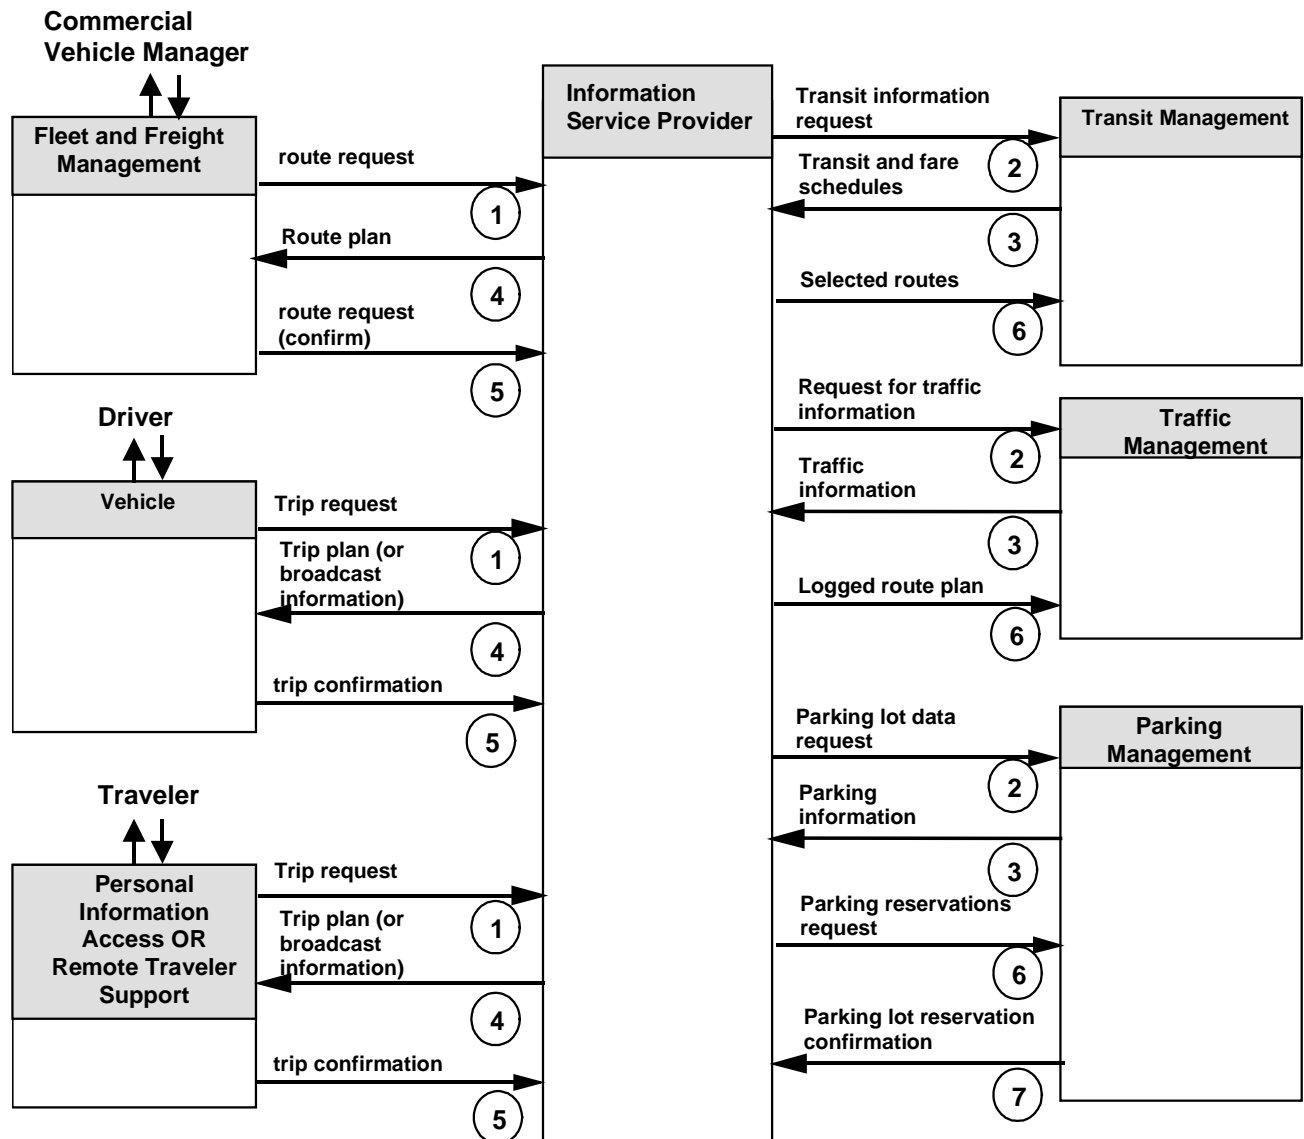 Commercial
Vehicle Manager
Fleet and Freight
Management
route request
1
Route plan
4
route request
(confirm)
5
Driver
Vehicle
Trip request
1
Trip plan (or
broadcast
information)
4
trip confirmation
5
Traveler
Personal
Information
Access OR
Remote Traveler
Support
Trip request
1
Trip plan (or
broadcast
information)
4
trip confirmation
5
Information
Service Provider
Transit information
request
2
Transit and fare
schedules
3
Selected routes
6
Transit Management
Request for traffic
information
2
Traffic
information
3
Logged route plan
6
Traffic
Management
Parking lot data
request
2
Parking
information
3
Parking reservations
request
6
Parking lot reservation
confirmation
7
Parking
Management